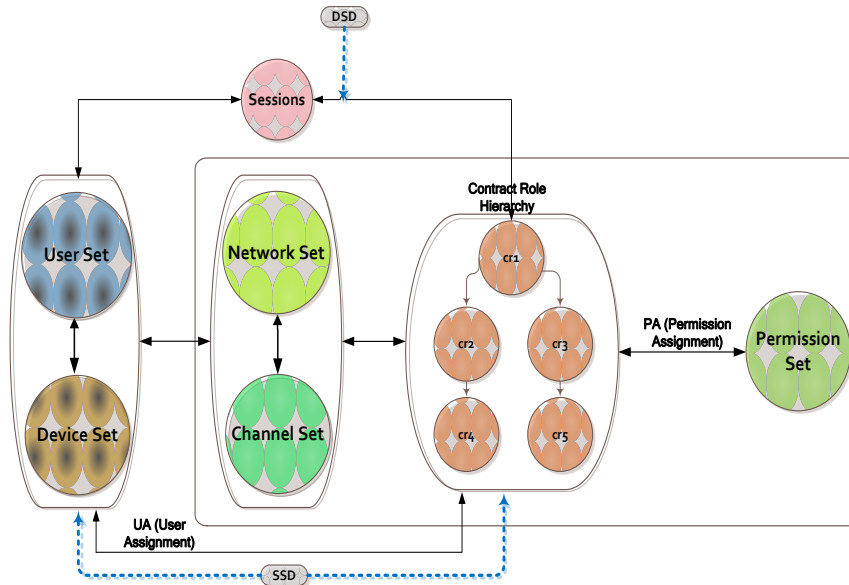 DSD
Sessions
Contract Role
Hierarchy
User Set
Network Set
cr1
cr2
cr3
PA (Permission
Assignment)
Permission
Set
Device Set
Channel Set
cr4
cr5
UA (User
Assignment)
SSD